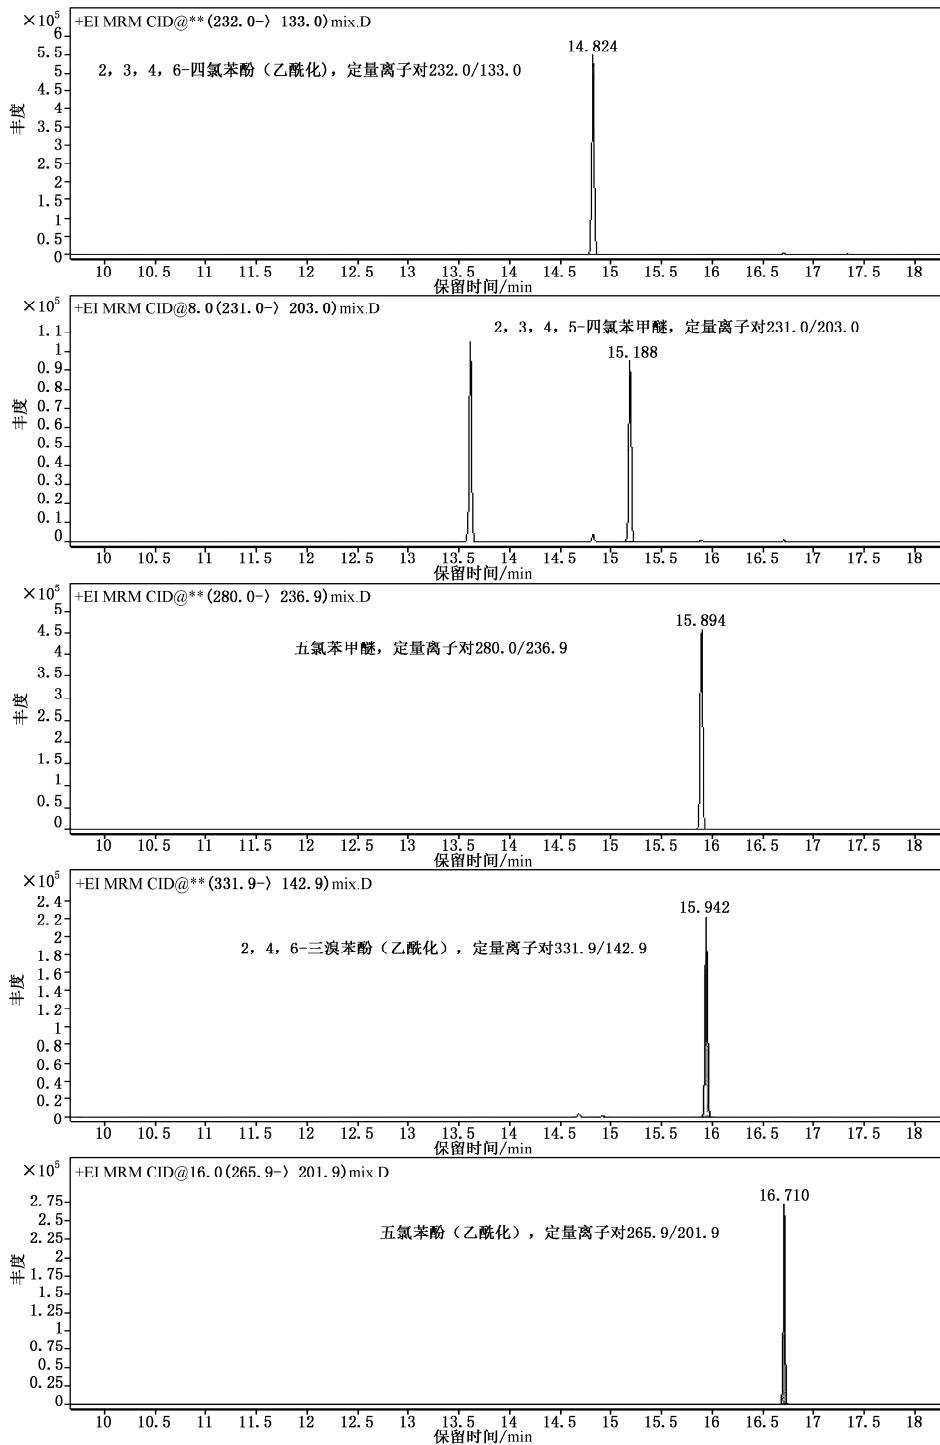 ×10⁵
+EI MRM CID@**(232.0-> 133.0)mix.D
14.824
2, 3, 4, 6-四氯苯酚（乙酰化), 定量离子对232.0/133.0
丰度
6
5.5
5
4.5
4
3.5
3
2.5
2
1.5
1
0.5
0
10 10.5 11 11.5 12 12.5 13 13.5 14 14.5 15 15.5 16 16.5 17 17.5 18
保留时间/min
×10⁵
+EI MRM CID@8.0(231.0-> 203.0)mix.D
2, 3, 4, 5-四氯苯甲醚, 定量离子对231.0/203.0
15.188
丰度
1.1
1
0.9
0.8
0.7
0.6
0.5
0.4
0.3
0.2
0.1
0
10 10.5 11 11.5 12 12.5 13 13.5 14 14.5 15 15.5 16 16.5 17 17.5 18
保留时间/min
×10⁵
+EI MRM CID@**(280.0-> 236.9)mix.D
15.894
五氯苯甲醚, 定量离子对280.0/236.9
丰度
5
4.5
4
3.5
3
2.5
2
1.5
1
0.5
0
10 10.5 11 11.5 12 12.5 13 13.5 14 14.5 15 15.5 16 16.5 17 17.5 18
保留时间/min
×10⁵
+EI MRM CID@**(331.9-> 142.9)mix.D
15.942
2, 4, 6-三溴苯酚（乙酰化）, 定量离子对331.9/142.9
丰度
2.4
2.2
2
1.8
1.6
1.4
1.2
1
0.8
0.6
0.4
0.2
0
10 10.5 11 11.5 12 12.5 13 13.5 14 14.5 15 15.5 16 16.5 17 17.5 18
保留时间/min
×10⁵
+EI MRM CID@16.0(265.9-> 201.9)mix.D
16.710
五氯苯酚（乙酰化）, 定量离子对265.9/201.9
丰度
2.75
2.5
2.25
2
1.75
1.5
1.25
1
0.75
0.5
0.25
0
10 10.5 11 11.5 12 12.5 13 13.5 14 14.5 15 15.5 16 16.5 17 17.5 18
保留时间/min